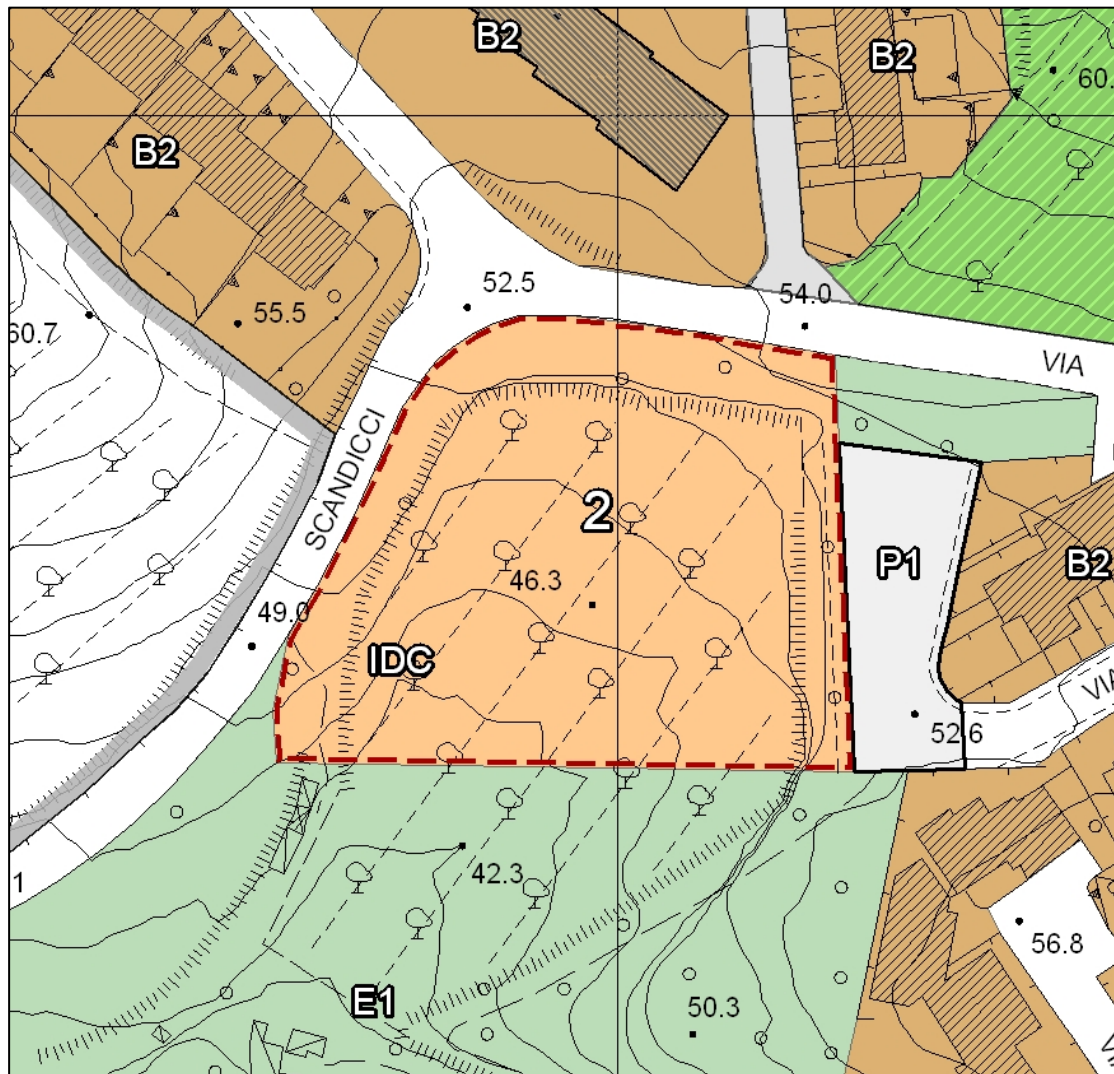 B2
B2
60.
B2
52.5
54.0
55.5
60.7
VIA
SCANDICCI
2
P1
B2
46.3
49.0
IDC
VIA
52.6
42.3
1
56.8
E1
50.3